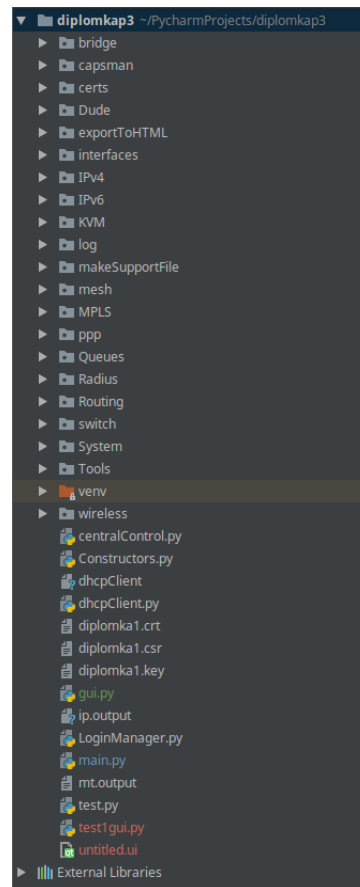 diplomkap3 ~/PycharmProjects/diplomkap3
bridge
capsman
certs
Dude
exportToHTML
interfaces
IPv4
IPv6
KVM
log
makeSupportFile
mesh
MPLS
ppp
Queues
Radius
Routing
switch
System
Tools
venv
wireless
centralControl.py
Constructors.py
dhcpClient
dhcpClient.py
diplomka1.crt
diplomka1.csr
diplomka1.key
gui.py
ip.output
LoginManager.py
main.py
mt.output
test.py
test1gui.py
untitled.ui
External Libraries